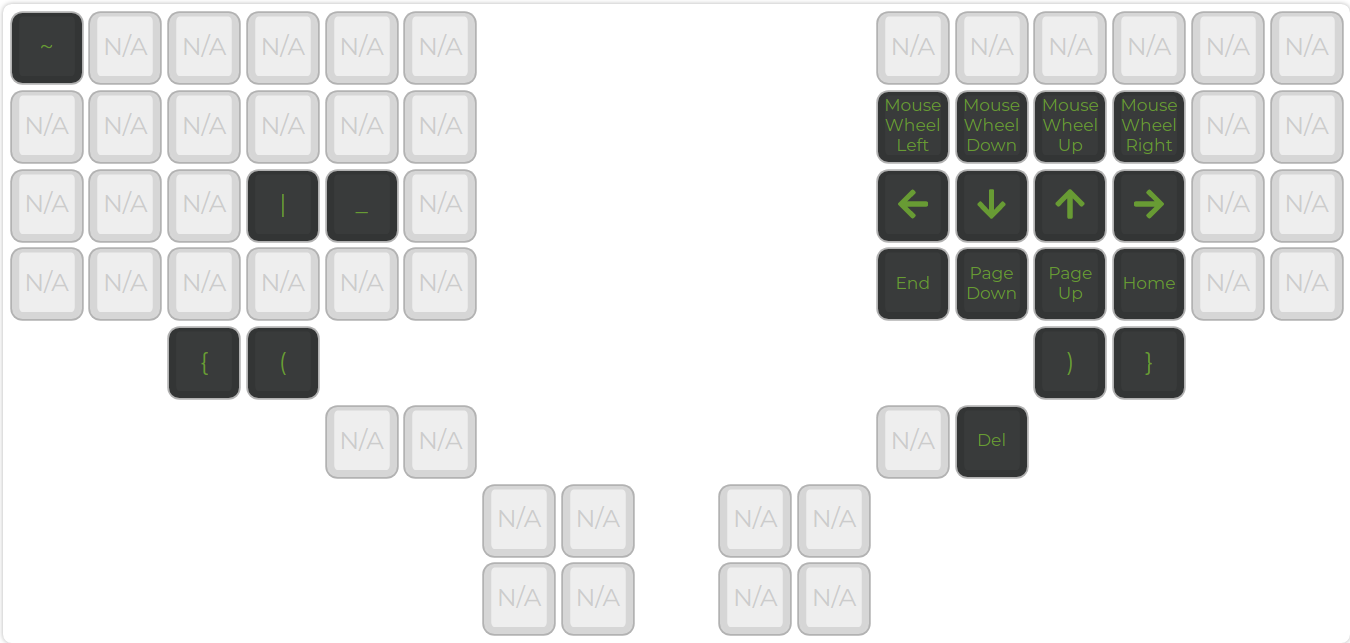 ~ N/A N/A N/A N/A N/A N/A N/A N/A N/A N/A N/A
N/A N/A N/A N/A N/A N/A Mouse Wheel Left Mouse Wheel Down Mouse Wheel Up Mouse Wheel Right N/A N/A
N/A N/A N/A | _ N/A ← ↓ ↑ → N/A N/A
N/A N/A N/A N/A N/A N/A End Page Down Page Up Home N/A N/A
{ ( ) }
N/A N/A N/A Del
N/A N/A N/A N/A
N/A N/A N/A N/A